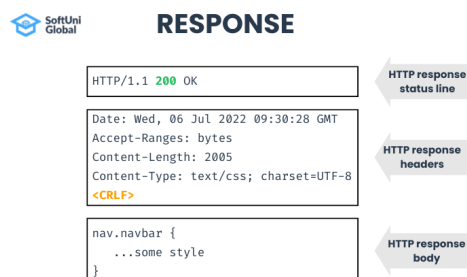 SoftUni
Global
RESPONSE
HTTP/1.1 200 OK
HTTP response
status line
Date: Wed, 06 Jul 2022 09:30:28 GMT
Accept-Ranges: bytes
Content-Length: 2005
Content-Type: text/css; charset=UTF-8
<CRLF>
HTTP response
headers
nav.navbar {
...some style
}
HTTP response
body